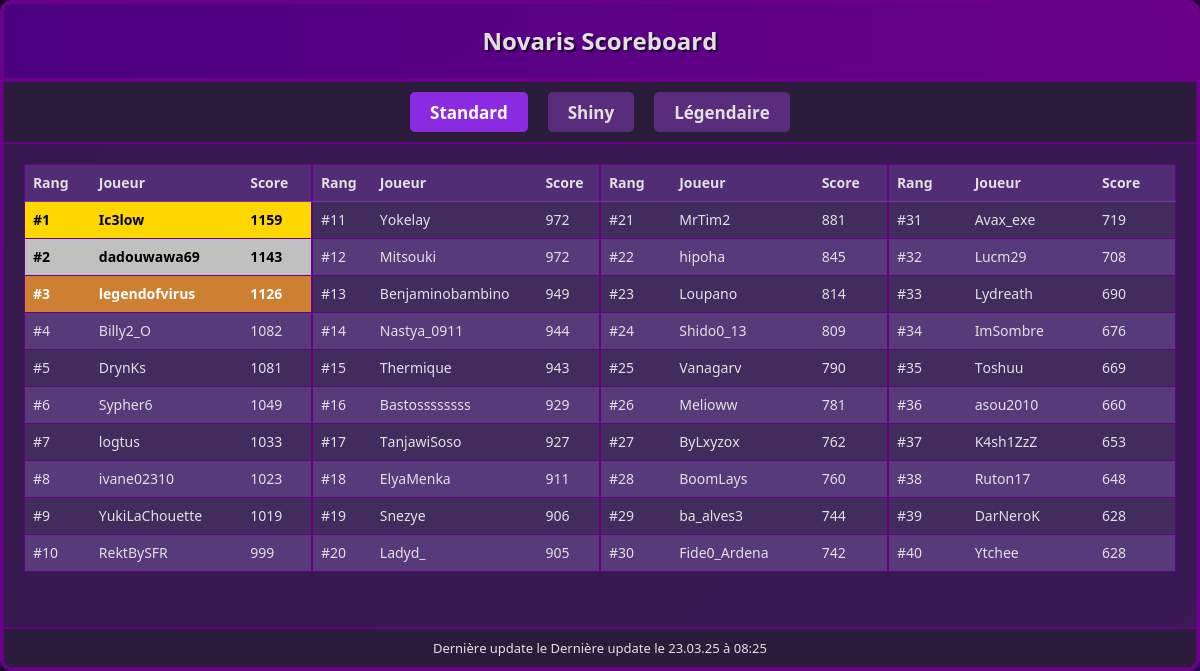 Novaris Scoreboard
Standard Shiny Légendaire
Rang Joueur Score Rang Joueur Score Rang Joueur Score Rang Joueur Score
#1 Ic3low 1159 #11 Yokelay 972 #21 MrTim2 881 #31 Avax_exe 719
#2 dadouwawa69 1143 #12 Mitsouki 972 #22 hipoha 845 #32 Lucm29 708
#3 legendofvirus 1126 #13 Benjaminobambino 949 #23 Loupano 814 #33 Lydreath 690
#4 Billy2_O 1082 #14 Nastya_0911 944 #24 Shido0_13 809 #34 ImSombre 676
#5 DrynKs 1081 #15 Thermique 943 #25 Vanagarv 790 #35 Toshuu 669
#6 Sypher6 1049 #16 Bastosssssssss 929 #26 Melioww 781 #36 asou2010 660
#7 logtus 1033 #17 TanjawiSoso 927 #27 ByLxyzox 762 #37 K4sh1ZzZ 653
#8 ivane02310 1023 #18 ElyaMenka 911 #28 BoomLays 760 #38 Ruton17 648
#9 YukiLaChouette 1019 #19 Snezye 906 #29 ba_alves3 744 #39 DarNeroK 628
#10 RektBySFR 999 #20 Ladyd_ 905 #30 Fide0_Ardena 742 #40 Ytchee 628
Dernière update le Dernière update le 23.03.25 à 08:25